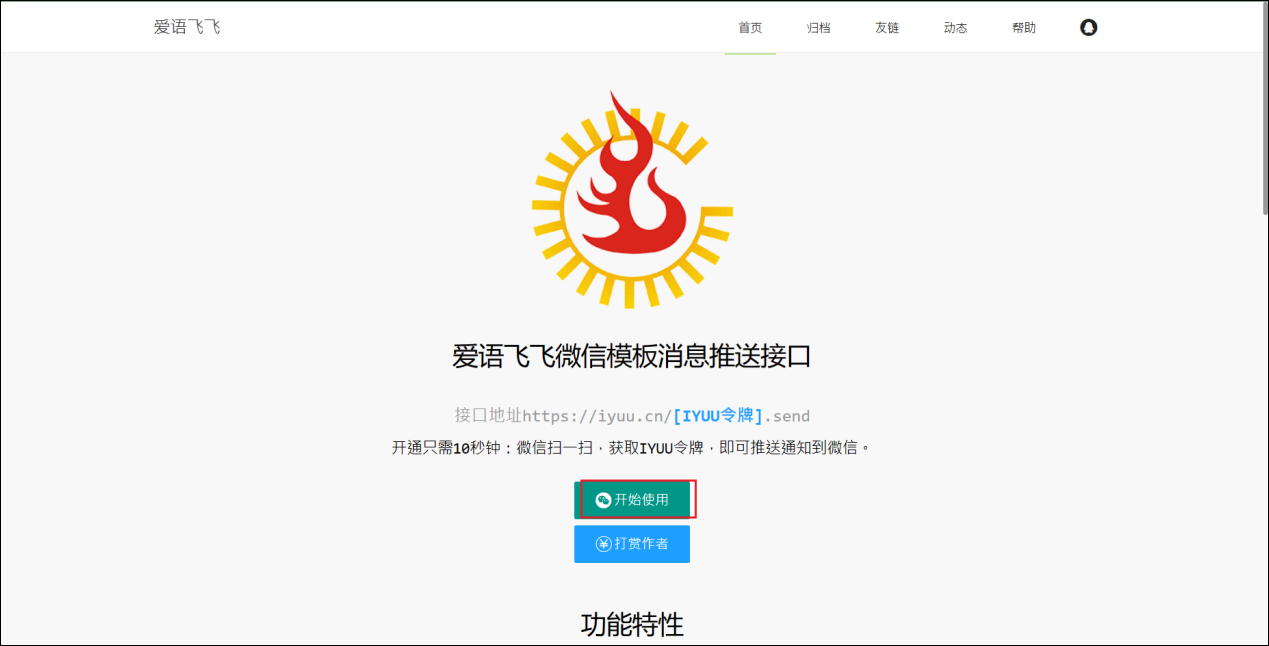 爱语飞飞
首页 归档 友链 动态 帮助
爱语飞飞微信模板消息推送接口
接口地址https://iyuu.cn/[IYUU令牌].send
开通只需10秒钟：微信扫一扫，获取IYUU令牌，即可推送通知到微信。
开始使用
打赏作者
功能特性